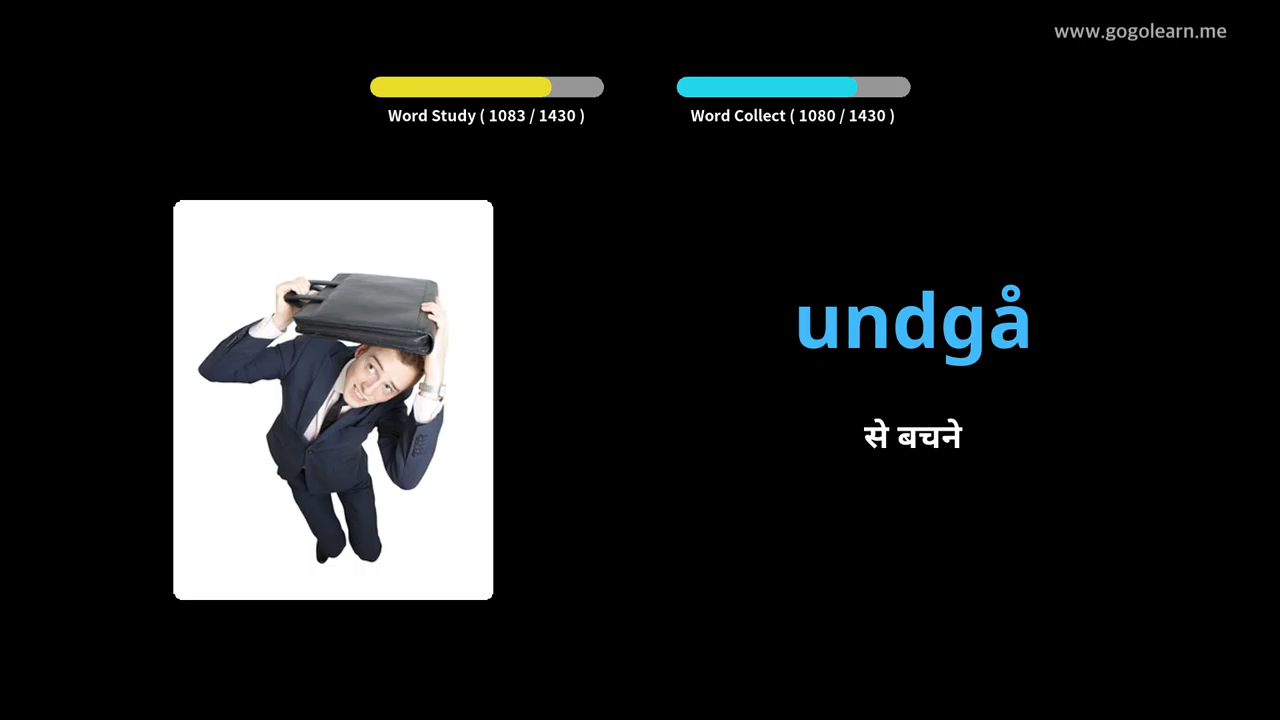 www.gogolearn.me
Word Study ( 1083 / 1430 )
Word Collect ( 1080 / 1430 )
undgå
से बचने